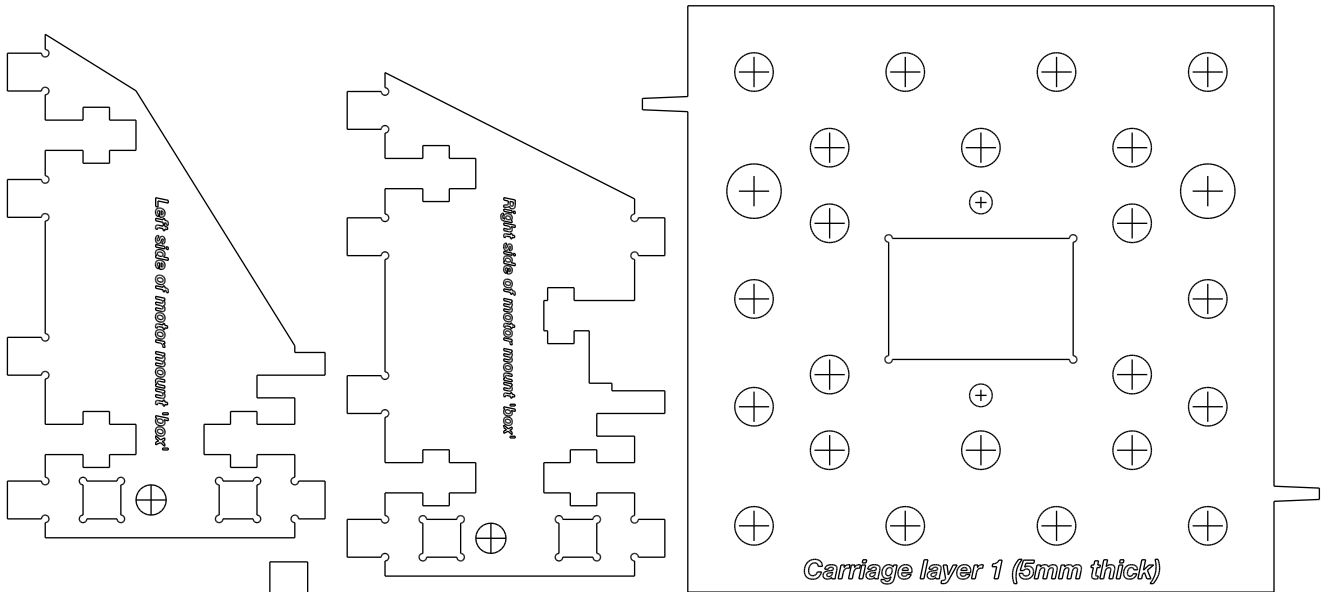 Left side of motor mount 'box'
Right side of motor mount 'box'
Carriage layer 1 (5mm thick)